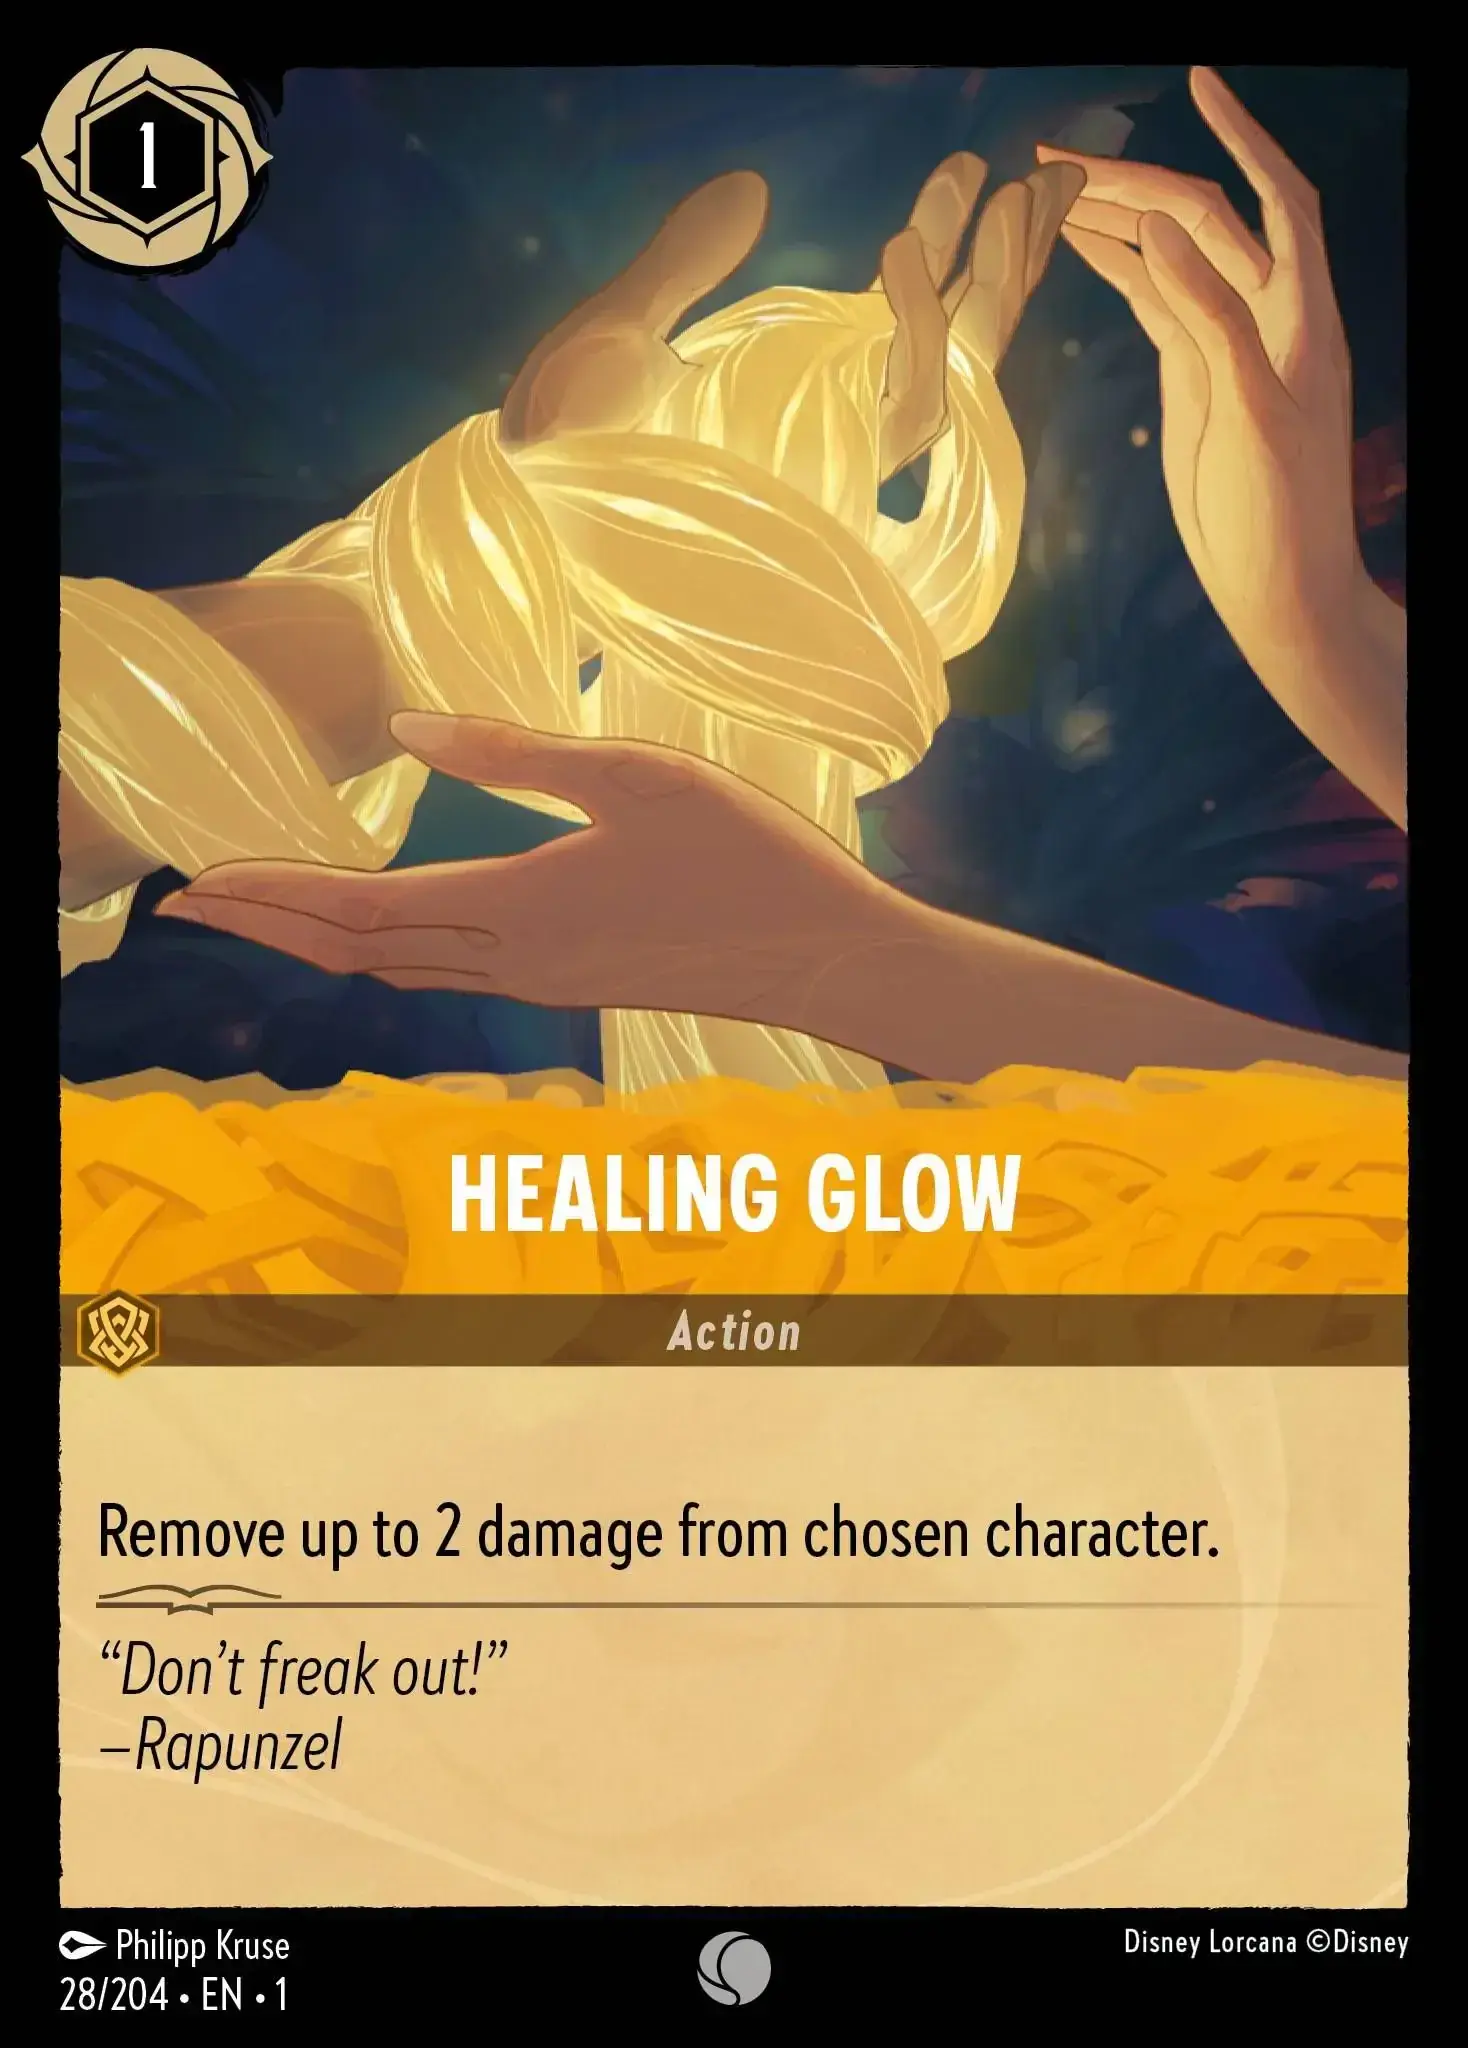 1
HEALING GLOW
Action
Remove up to 2 damage from chosen character.
“Don’t freak out!”
–Rapunzel
Philipp Kruse
Disney Lorcana ©Disney
28/204 • EN • 1